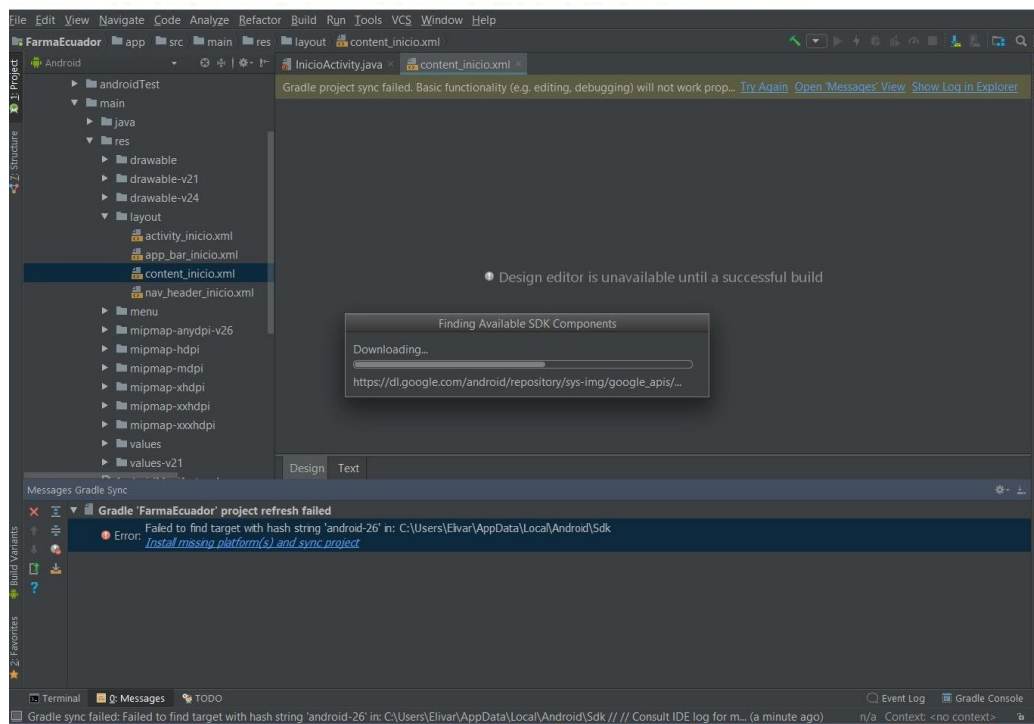 File Edit View Navigate Code Analyze Refactor Build Run Tools VCS Window Help
FarmaEcuador app src main res layout content_inicio.xml
1: Project
Android
InicioActivity.java
content_inicio.xml
Gradle project sync failed. Basic functionality (e.g. editing, debugging) will not work prop... Try Again Open 'Messages' View Show Log in Explorer
androidTest
main
java
res
drawable
drawable-v21
drawable-v24
layout
activity_inicio.xml
app_bar_inicio.xml
content_inicio.xml
nav_header_inicio.xml
menu
mipmap-anydpi-v26
mipmap-hdpi
mipmap-mdpi
mipmap-xhdpi
mipmap-xxhdpi
mipmap-xxxhdpi
values
values-v21
Z: Structure
Design editor is unavailable until a successful build
Finding Available SDK Components
Downloading...
https://dl.google.com/android/repository/sys-img/google_apis/...
Design Text
Messages Gradle Sync
Gradle 'FarmaEcuador' project refresh failed
Error: Failed to find target with hash string 'android-26' in: C:\Users\Elivar\AppData\Local\Android\Sdk
Install missing platform(s) and sync project
Build Variants
2: Favorites
Terminal 0: Messages TODO Event Log Gradle Console
Gradle sync failed: Failed to find target with hash string 'android-26' in: C:\Users\Elivar\AppData\Local\Android\Sdk // // Consult IDE log for m... (a minute ago) n/a Context: <no context>